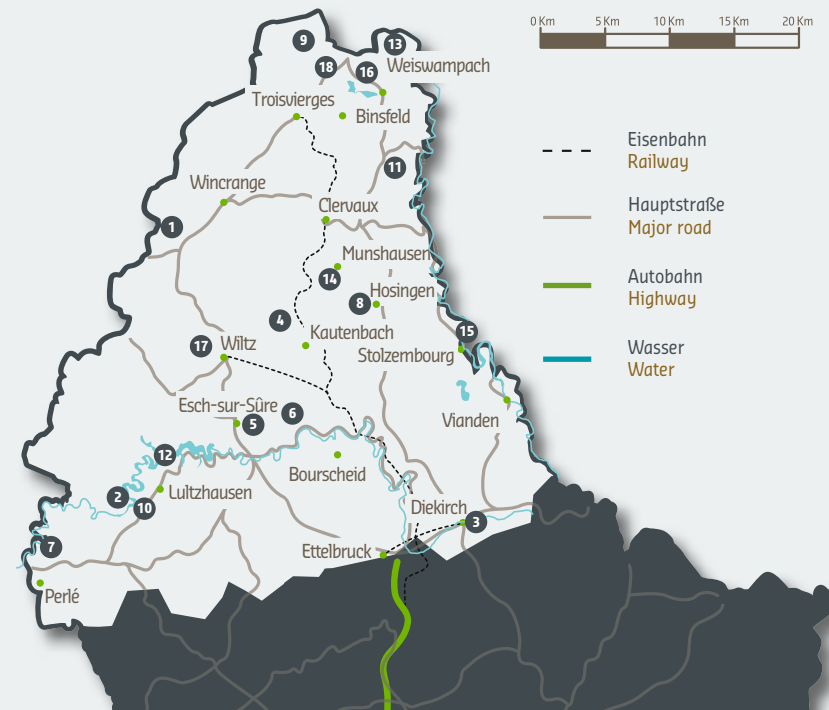 0 Km 5 Km 10 Km 15 Km 20 Km
9
13
18
16
Weiswampach
Troisvierges
Binsfeld
Eisenbahn
Railway
11
Wincrange
Hauptstraße
Major road
Clervaux
1
Munshausen
14
Autobahn
Highway
Hosingen
8
4
15
Kautenbach
17
Wiltz
Stolzembourg
Wasser
Water
Esch-sur-Sûre
6
5
Vianden
12
Bourscheid
2
Lultzhausen
10
Diekirch
3
7
Ettelbruck
Perlé